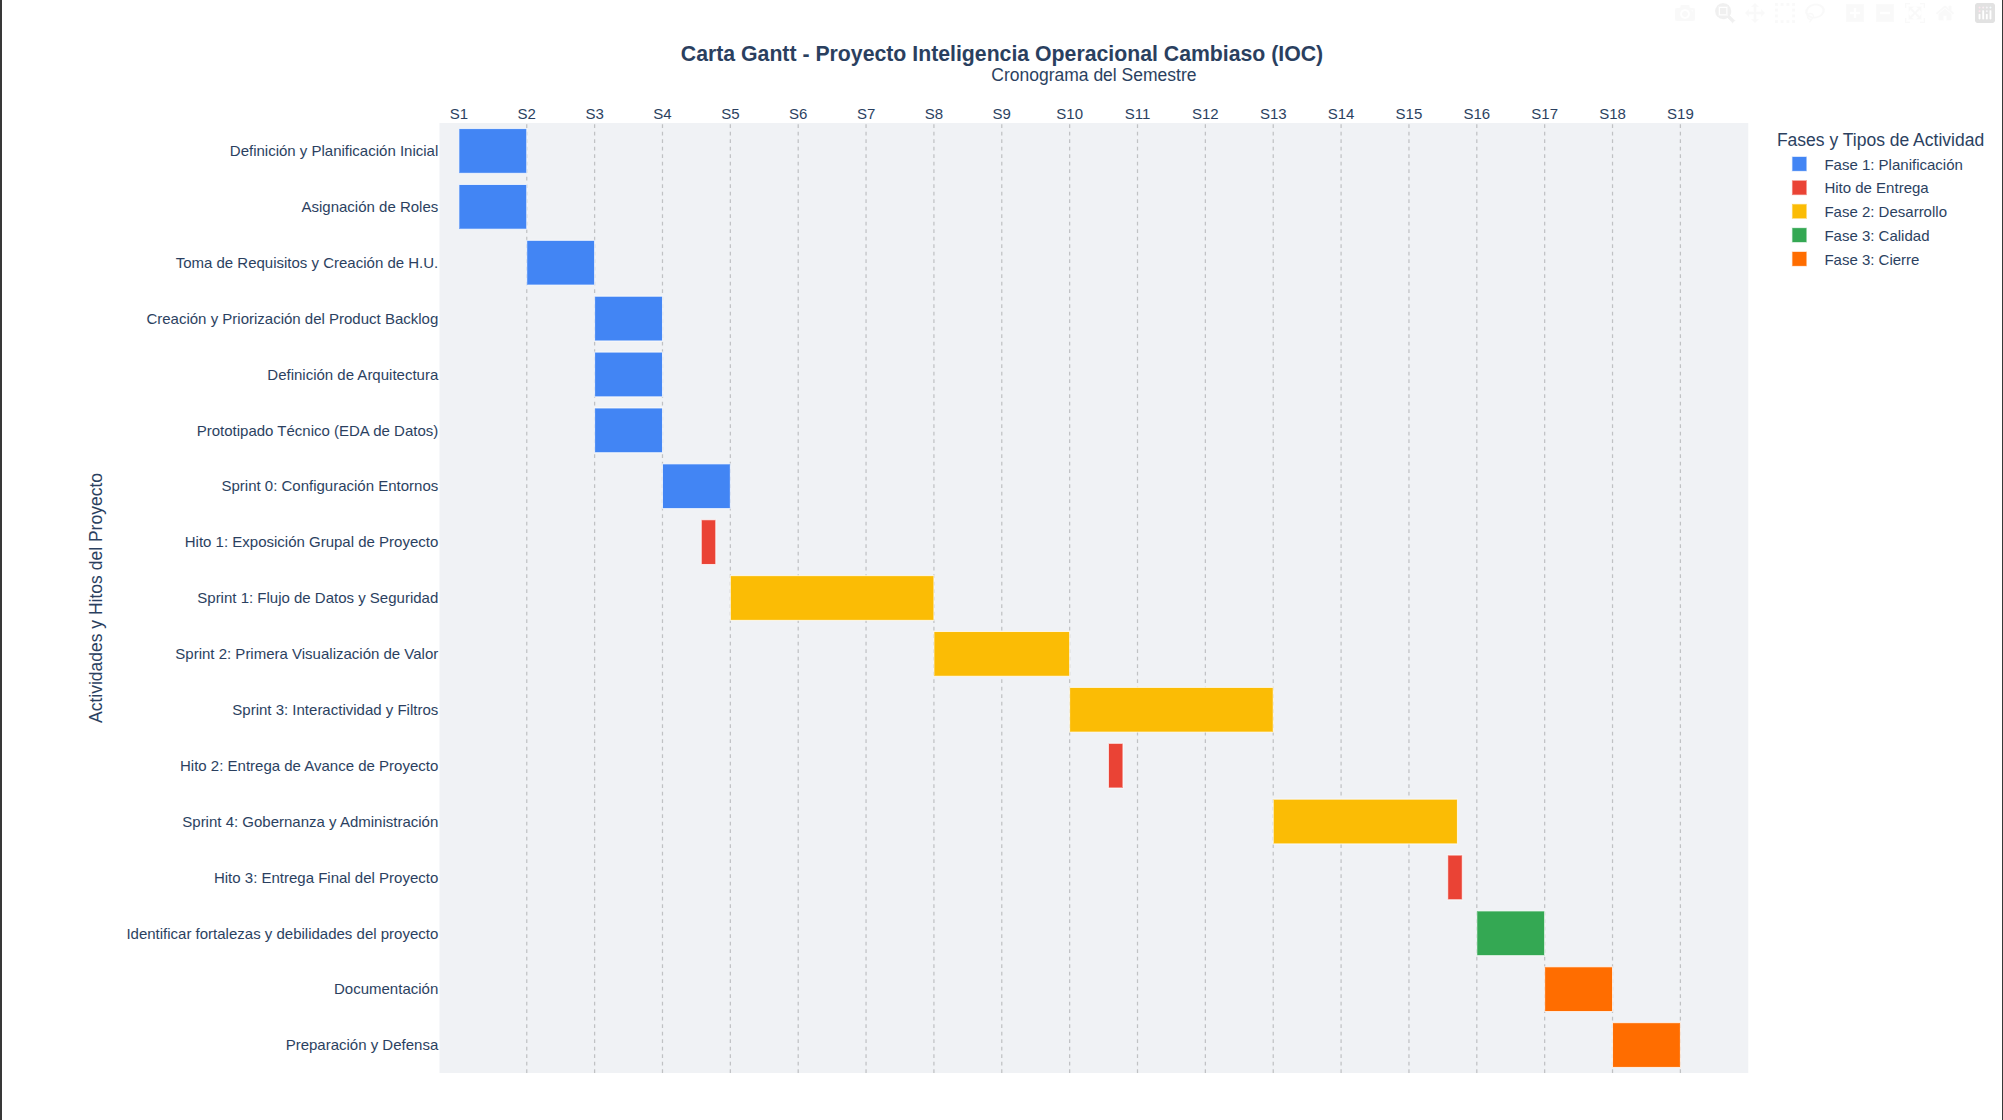 Carta Gantt - Proyecto Inteligencia Operacional Cambiaso (IOC)
Cronograma del Semestre
S1 S2 S3 S4 S5 S6 S7 S8 S9 S10 S11 S12 S13 S14 S15 S16 S17 S18 S19
Actividades y Hitos del Proyecto
Definición y Planificación Inicial
Asignación de Roles
Toma de Requisitos y Creación de H.U.
Creación y Priorización del Product Backlog
Definición de Arquitectura
Prototipado Técnico (EDA de Datos)
Sprint 0: Configuración Entornos
Hito 1: Exposición Grupal de Proyecto
Sprint 1: Flujo de Datos y Seguridad
Sprint 2: Primera Visualización de Valor
Sprint 3: Interactividad y Filtros
Hito 2: Entrega de Avance de Proyecto
Sprint 4: Gobernanza y Administración
Hito 3: Entrega Final del Proyecto
Identificar fortalezas y debilidades del proyecto
Documentación
Preparación y Defensa
Fases y Tipos de Actividad
Fase 1: Planificación
Hito de Entrega
Fase 2: Desarrollo
Fase 3: Calidad
Fase 3: Cierre